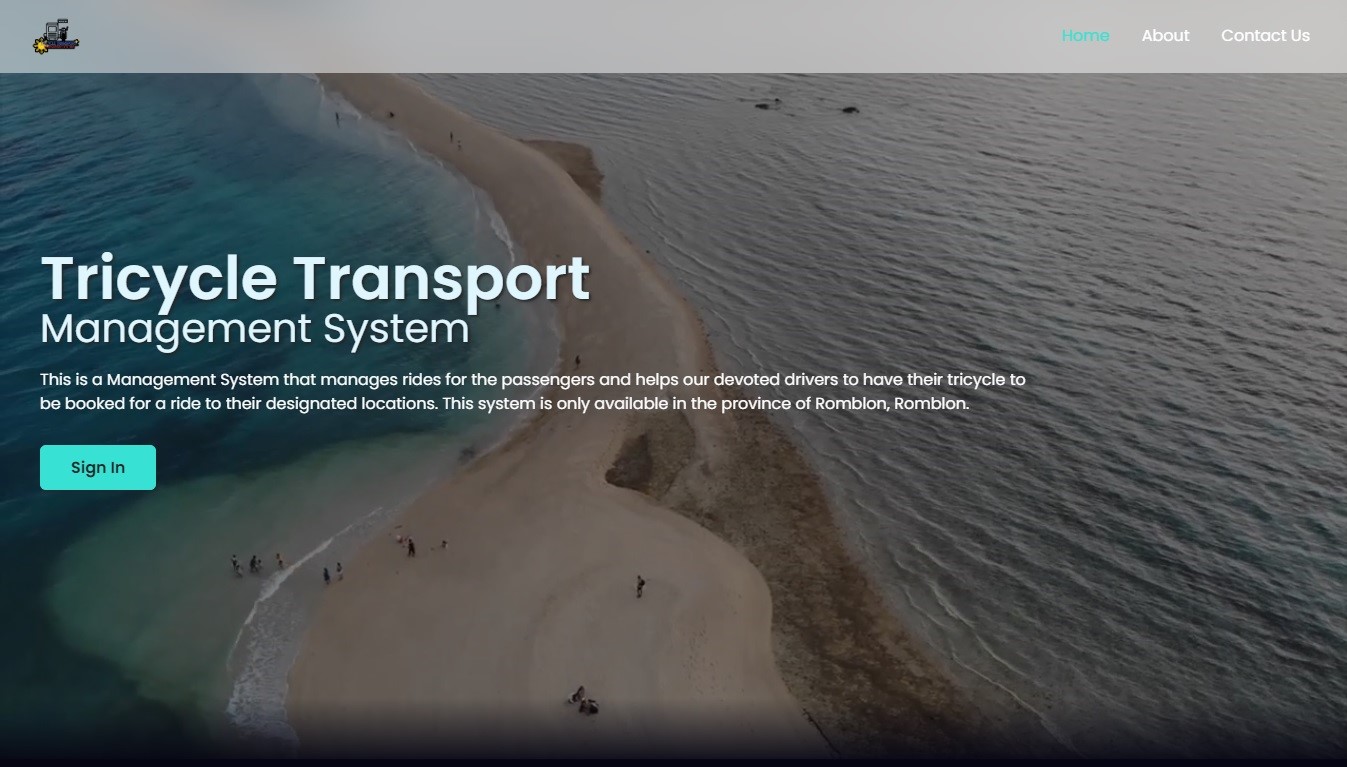 Home About Contact Us
Tricycle Transport
Management System
This is a Management System that manages rides for the passengers and helps our devoted drivers to have their tricycle to
be booked for a ride to their designated locations. This system is only available in the province of Romblon, Romblon.
Sign In